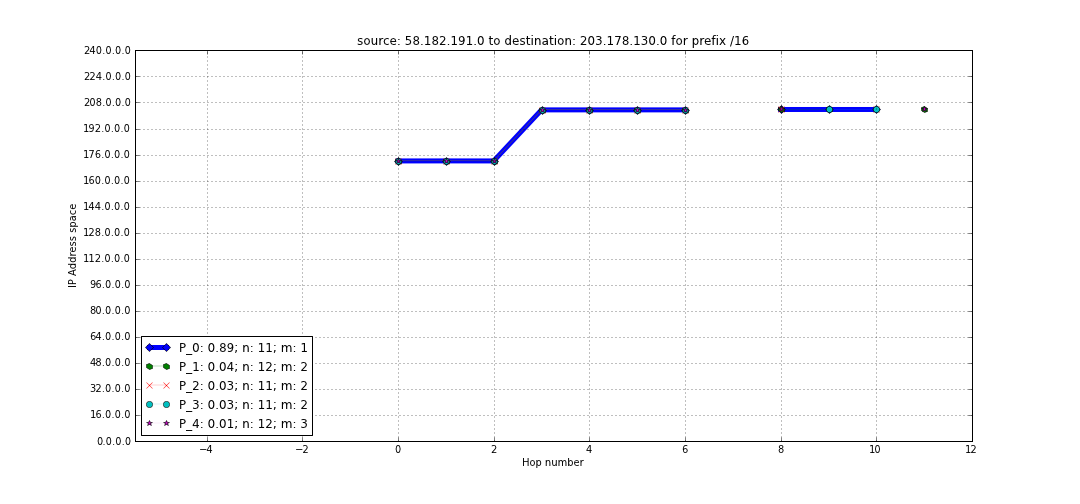 source: 58.182.191.0 to destination: 203.178.130.0 for prefix /16
240.0.0.0
224.0.0.0
208.0.0.0
192.0.0.0
176.0.0.0
160.0.0.0
144.0.0.0
128.0.0.0
112.0.0.0
96.0.0.0
80.0.0.0
64.0.0.0
48.0.0.0
32.0.0.0
16.0.0.0
0.0.0.0
IP Address space
P_0: 0.89; n: 11; m: 1
P_1: 0.04; n: 12; m: 2
P_2: 0.03; n: 11; m: 2
P_3: 0.03; n: 11; m: 2
P_4: 0.01; n: 12; m: 3
−4 −2 0 2 4 6 8 10 12
Hop number